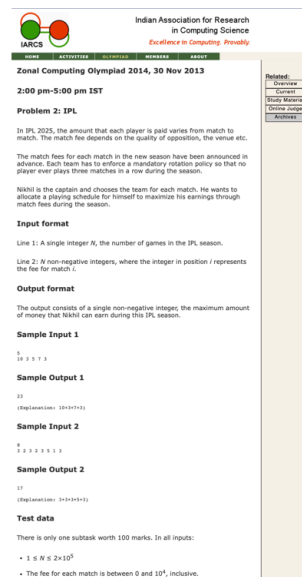 Indian Association for Research
in Computing Science
IARCS
Excellence in Computing. Provably.
HOME ACTIVITIES OLYMPIAD MEMBERS ABOUT
Zonal Computing Olympiad 2014, 30 Nov 2013
2:00 pm-5:00 pm IST
Problem 2: IPL
In IPL 2025, the amount that each player is paid varies from match to
match. The match fee depends on the quality of opposition, the venue etc.
The match fees for each match in the new season have been announced in
advance. Each team has to enforce a mandatory rotation policy so that no
player ever plays three matches in a row during the season.
Nikhil is the captain and chooses the team for each match. He wants to
allocate a playing schedule for himself to maximize his earnings through
match fees during the season.
Input format
Line 1: A single integer N, the number of games in the IPL season.
Line 2: N non-negative integers, where the integer in position i represents
the fee for match i.
Output format
The output consists of a single non-negative integer, the maximum amount
of money that Nikhil can earn during this IPL season.
Sample Input 1
5
10 3 5 7 3
Sample Output 1
23
(Explanation: 10+3+7+3)
Sample Input 2
8
3 2 3 2 3 5 1 3
Sample Output 2
17
(Explanation: 3+3+3+5+3)
Test data
There is only one subtask worth 100 marks. In all inputs:
• 1 ≤ N ≤ 2×10⁵
• The fee for each match is between 0 and 10⁴, inclusive.
Related:
Overview
Current
Study Material
Online Judge
Archives